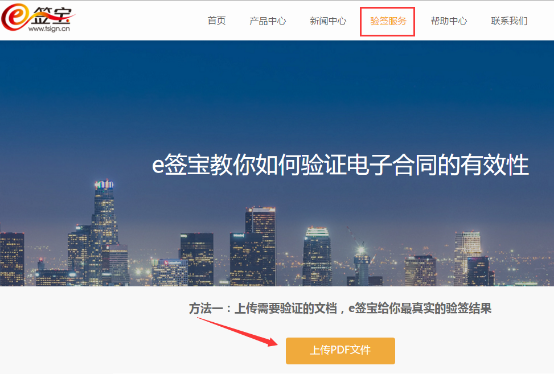 e签宝
www.tsign.cn
首页 产品中心 新闻中心 验签服务 帮助中心 联系我们
e签宝教你如何验证电子合同的有效性
方法一：上传需要验证的文档，e签宝给你最真实的验签结果
上传PDF文件